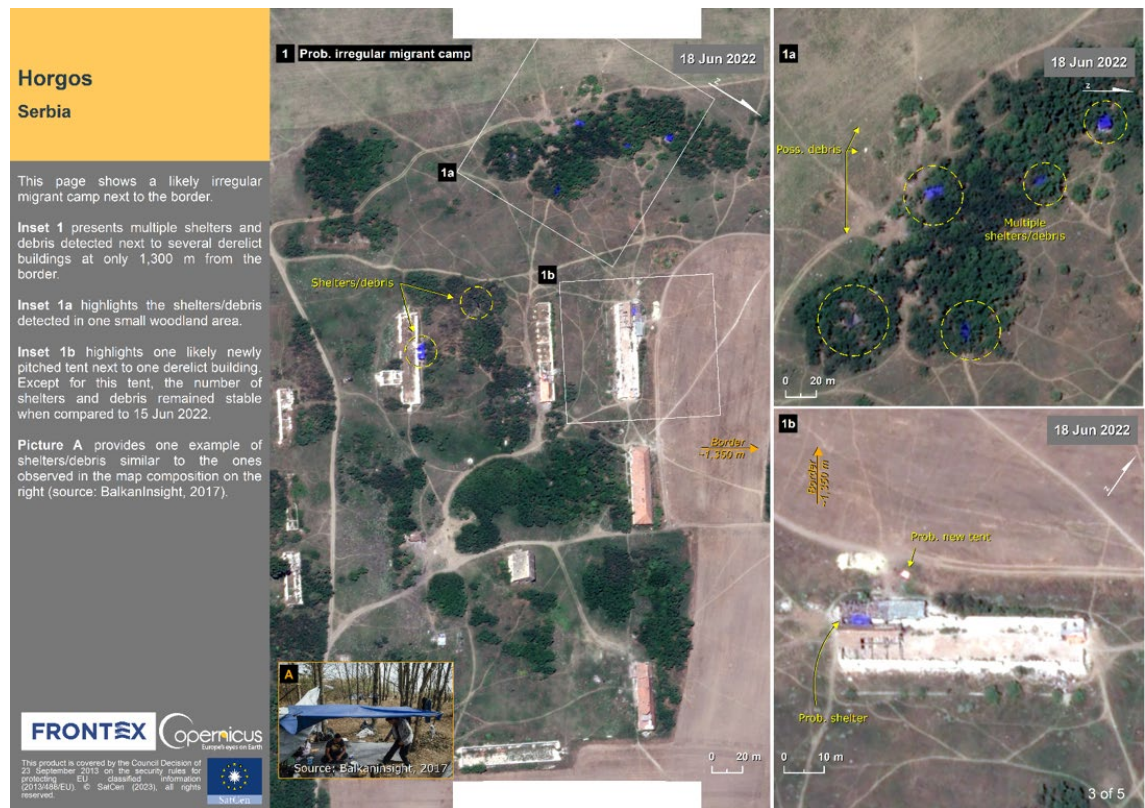 Horgos
Serbia
This page shows a likely irregular
migrant camp next to the border.
Inset 1 presents multiple shelters and
debris detected next to several derelict
buildings at only 1,300 m from the
border.
Inset 1a highlights the shelters/debris
detected in one small woodland area.
Inset 1b highlights one likely newly
pitched tent next to one derelict building.
Except for this tent, the number of
shelters and debris remained stable
when compared to 15 Jun 2022.
Picture A provides one example of
shelters/debris similar to the ones
observed in the map composition on the
right (source: BalkanInsight, 2017).
FRONTEX
Copernicus
Europe's eyes on Earth
This product is covered by the Council Decision of
23 September 2013 on the security rules for
protecting EU classified information
(2013/488/EU). © SatCen (2023), all rights
reserved.
SatCen
1 Prob. irregular migrant camp
18 Jun 2022
1a
1b
Shelters/debris
Border
~1,350 m
A
Source: Balkaninsight, 2017
0 20 m
1a
18 Jun 2022
Poss. debris
Multiple
shelters/debris
0 20 m
1b
18 Jun 2022
Border
~1,350 m
Prob. new tent
Prob. shelter
0 10 m
3 of 5